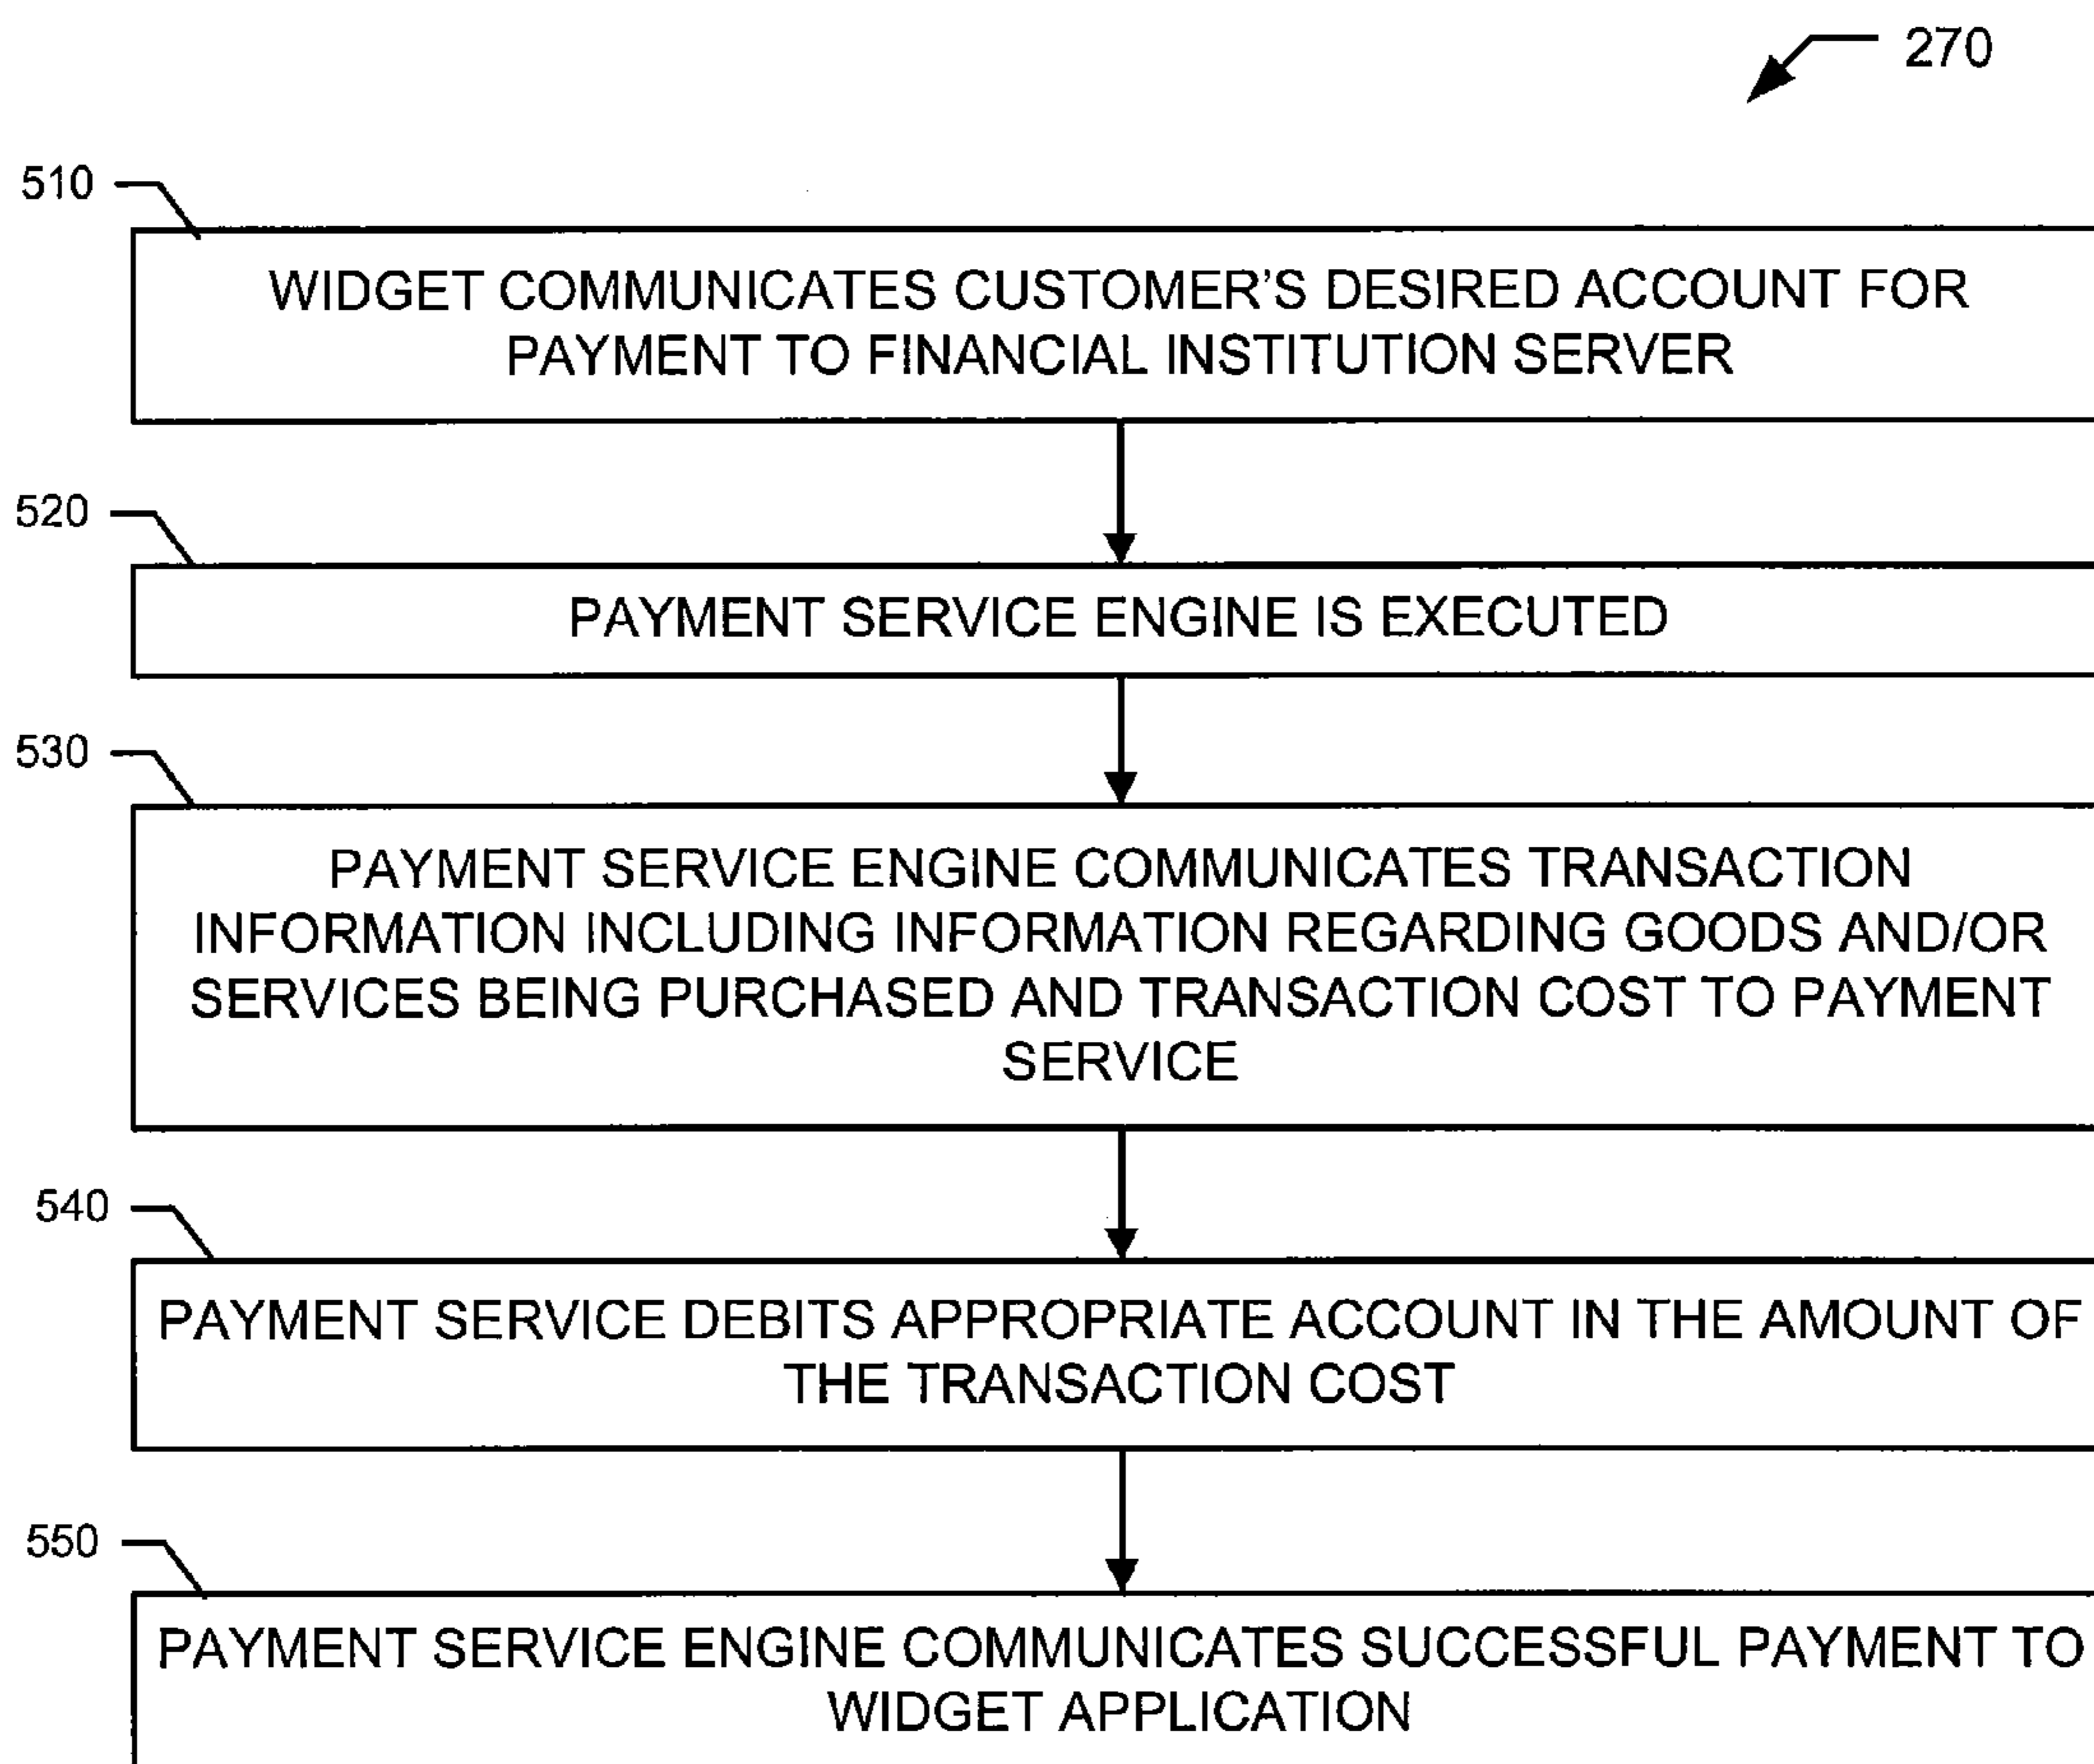 270
510
WIDGET COMMUNICATES CUSTOMER'S DESIRED ACCOUNT FOR
PAYMENT TO FINANCIAL INSTITUTION SERVER
520
PAYMENT SERVICE ENGINE IS EXECUTED
530
PAYMENT SERVICE ENGINE COMMUNICATES TRANSACTION
INFORMATION INCLUDING INFORMATION REGARDING GOODS AND/OR
SERVICES BEING PURCHASED AND TRANSACTION COST TO PAYMENT
SERVICE
540
PAYMENT SERVICE DEBITS APPROPRIATE ACCOUNT IN THE AMOUNT OF
THE TRANSACTION COST
550
PAYMENT SERVICE ENGINE COMMUNICATES SUCCESSFUL PAYMENT TO
WIDGET APPLICATION